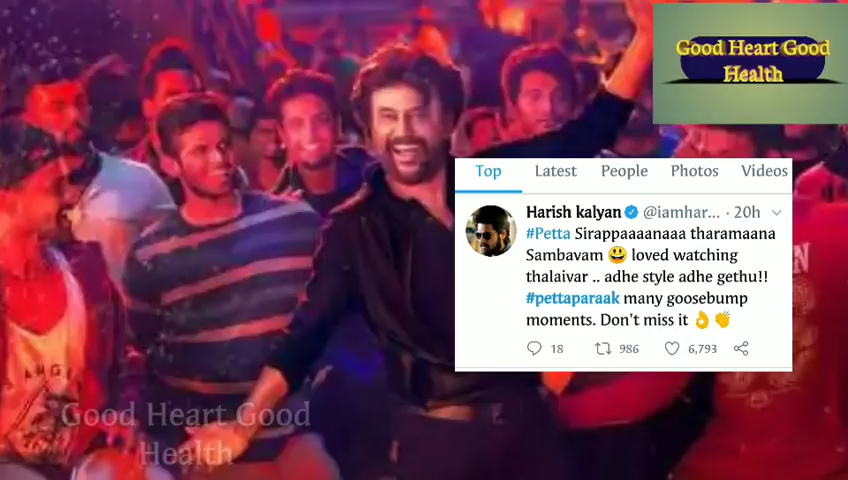 Good Heart Good
Health
Top Latest People Photos Videos
Harish kalyan @iamhar... · 20h
#Petta Sirappaaaanaaa tharamaana
Sambavam 😃 loved watching
thalaivar .. adhe style adhe gethu!!
#pettaparaak many goosebump
moments. Don't miss it 👌 👏
18 986 6,793
ANGE
Good Heart Good
Health